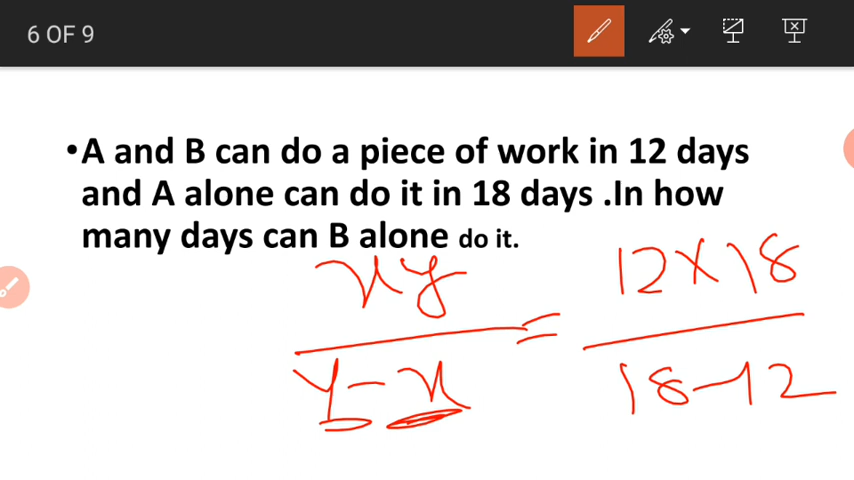 6 OF 9
•A and B can do a piece of work in 12 days
and A alone can do it in 18 days .In how
many days can B alone do it.
xy / y-x = 12×18 / 18-12